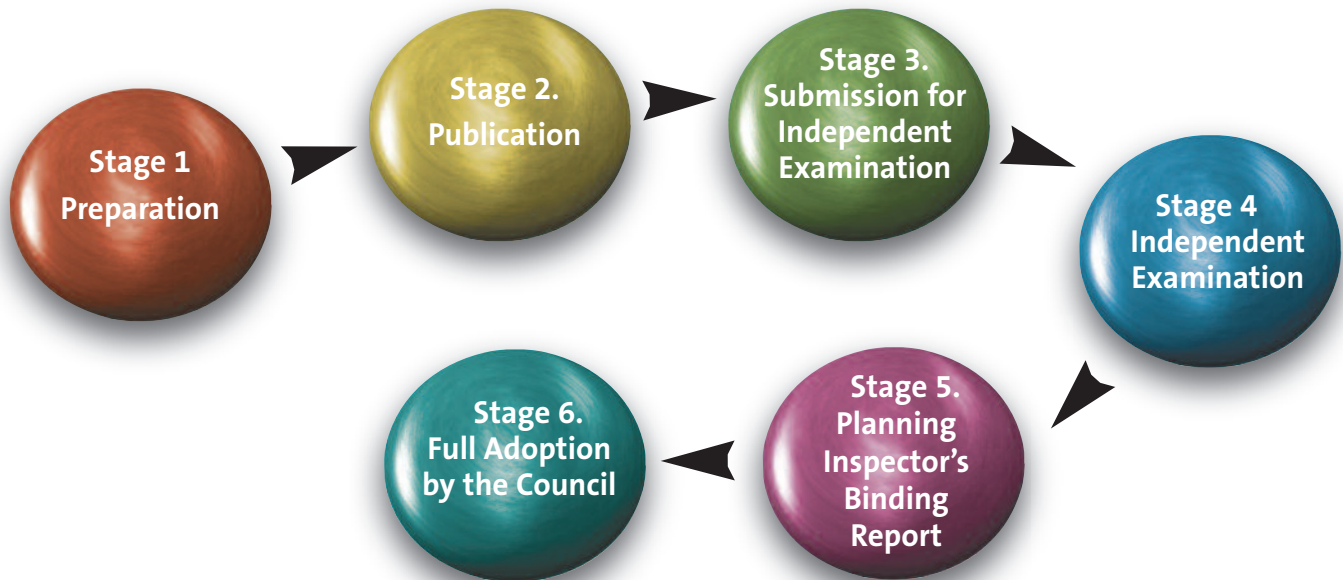 Stage 1
Preparation
Stage 2.
Publication
Stage 3.
Submission for
Independent
Examination
Stage 4
Independent
Examination
Stage 5.
Planning
Inspector’s
Binding
Report
Stage 6.
Full Adoption
by the Council